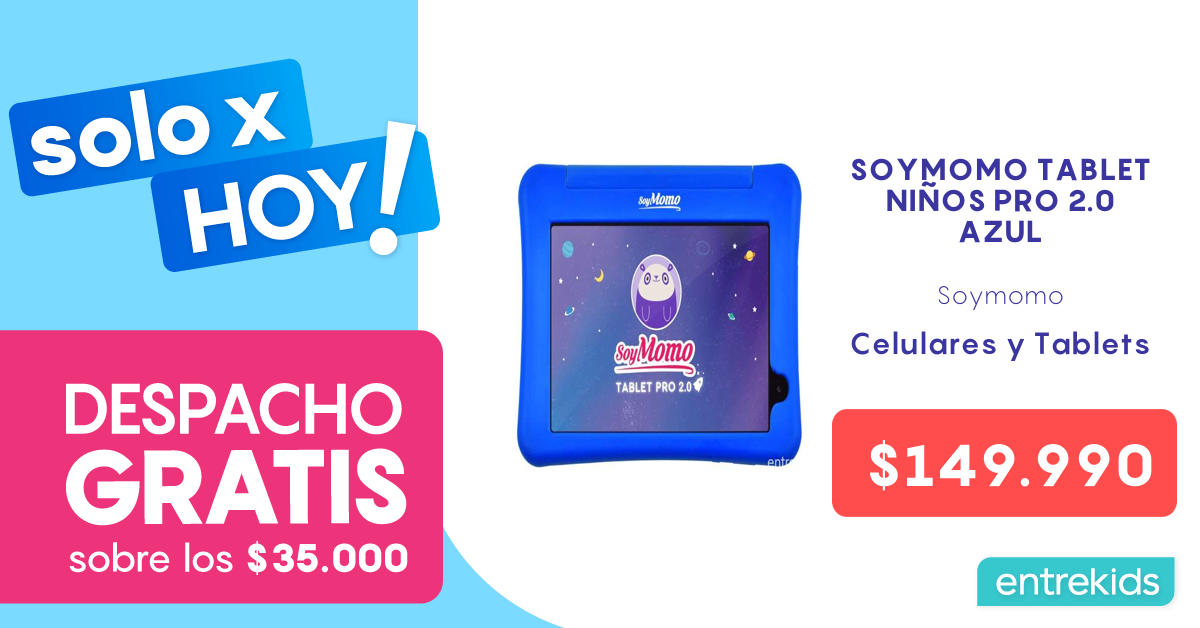 solo x
HOY!
DESPACHO
GRATIS
sobre los $35.000
SoyMomo
SoyMomo
TABLET PRO 2.0
SOYMOMO TABLET
NIÑOS PRO 2.0
AZUL
Soymomo
Celulares y Tablets
$149.990
entrekids